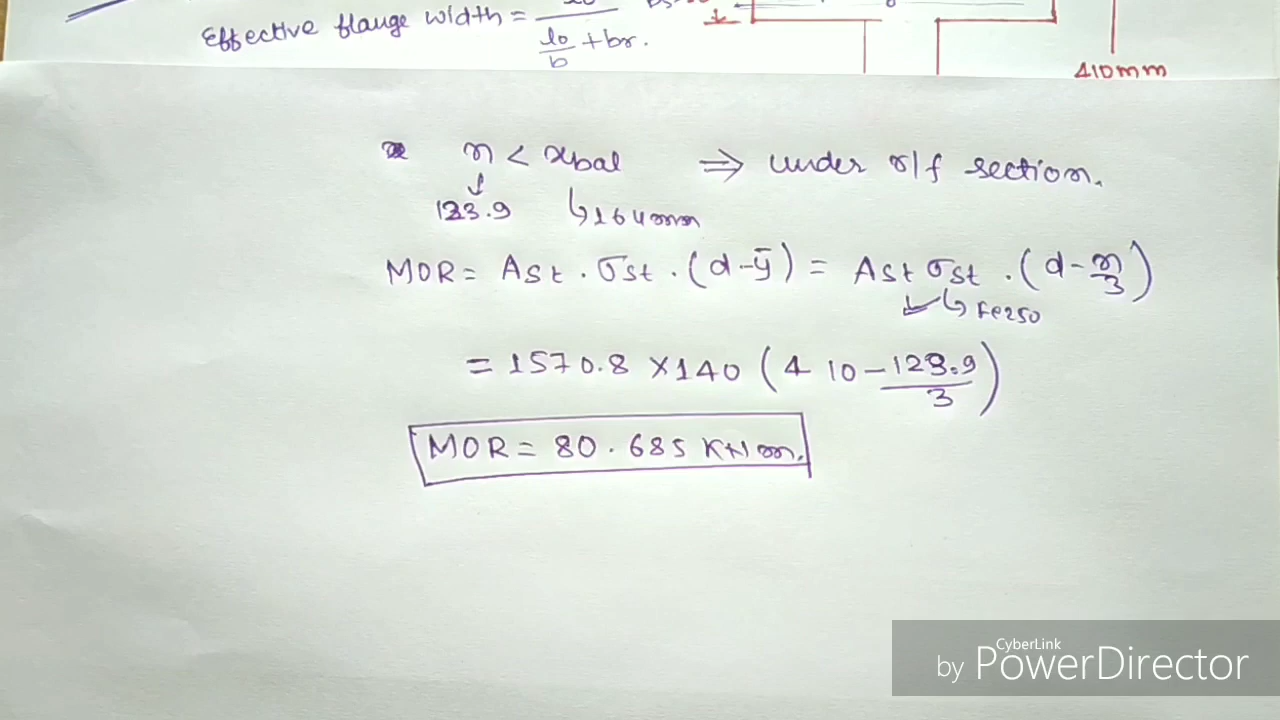 Effective flange width =
lo/b + br.
410mm
n < xbal ⇒ under r/f section.
123.9 ↳ 164mm
MOR = Ast . σst . (d - ȳ) = Ast σst . (d - n/3)
↳ Fe250
= 1570.8 × 140 (410 - 123.9/3)
MOR = 80.685 KNm.
CyberLink
by PowerDirector